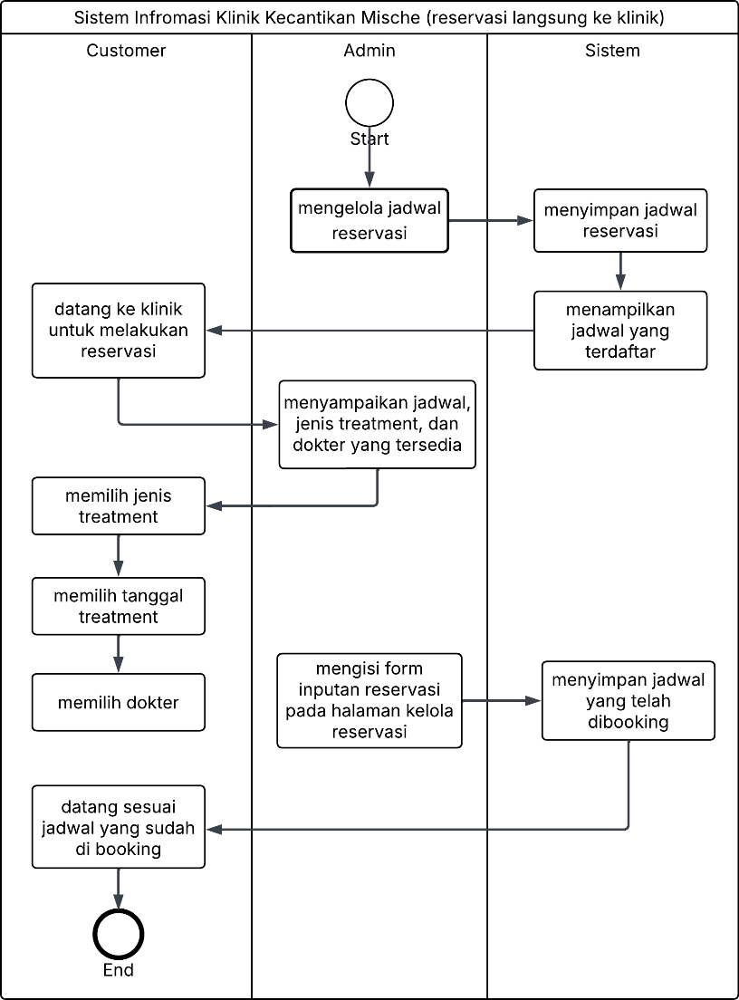 Sistem Infromasi Klinik Kecantikan Mische (reservasi langsung ke klinik)
Customer
Admin
Sistem
Start
mengelola jadwal
reservasi
menyimpan jadwal
reservasi
menampilkan
jadwal yang
terdaftar
datang ke klinik
untuk melakukan
reservasi
menyampaikan jadwal,
jenis treatment, dan
dokter yang tersedia
memilih jenis
treatment
memilih tanggal
treatment
memilih dokter
mengisi form
inputan reservasi
pada halaman kelola
reservasi
menyimpan jadwal
yang telah
dibooking
datang sesuai
jadwal yang sudah
di booking
End